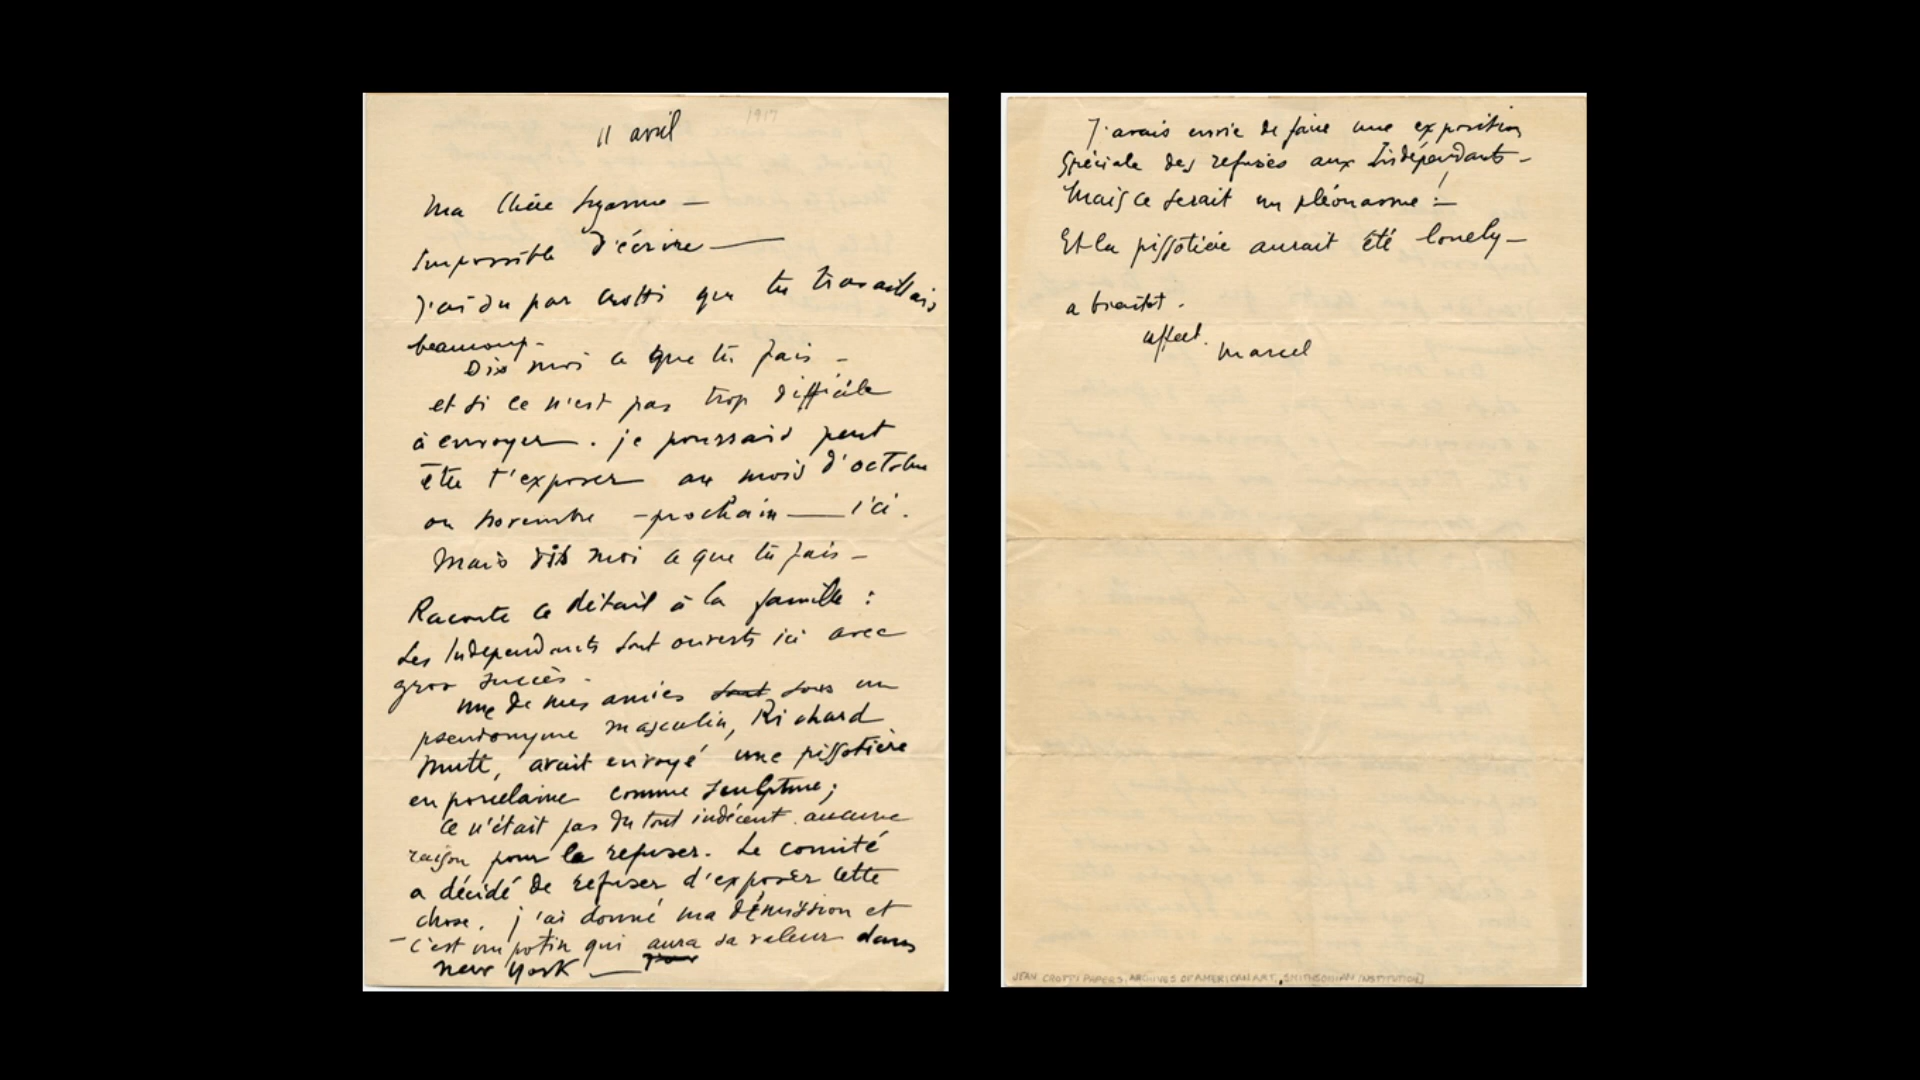 1917
11 avril
Ma chère Suzanne —
Impossible d'écrire —
J'ai su par Crotti que tu travaillais
beaucoup -
Dis moi ce que tu fais -
et si ce n'est pas trop difficile
à envoyer. je pourrais peut
être t'exposer au mois d'octobre
ou novembre - prochain — ici.
Mais dis moi ce que tu fais -
Raconte ce détail à la famille :
Les Indépendants sont ouverts ici avec
gros succès -
Une de mes amies sont sous un
pseudonyme masculin, Richard
Mutt, avait envoyé une pissotière
en porcelaine comme sculpture;
ce n'était pas du tout indécent aucune
raison pour la refuser. Le comité
a décidé de refuser d'exposer cette
chose. j'ai donné ma démission et
- c'est un potin qui aura sa valeur dans
New York —
J'avais envie de faire une exposition
spéciale des refusés aux Indépendants -
Mais ce serait un pléonasme! —
Et la pissotière aurait été lonely —
a bientôt.
affect.
Marcel
JEAN CROTTI PAPERS, ARCHIVES OF AMERICAN ART, SMITHSONIAN INSTITUTION]